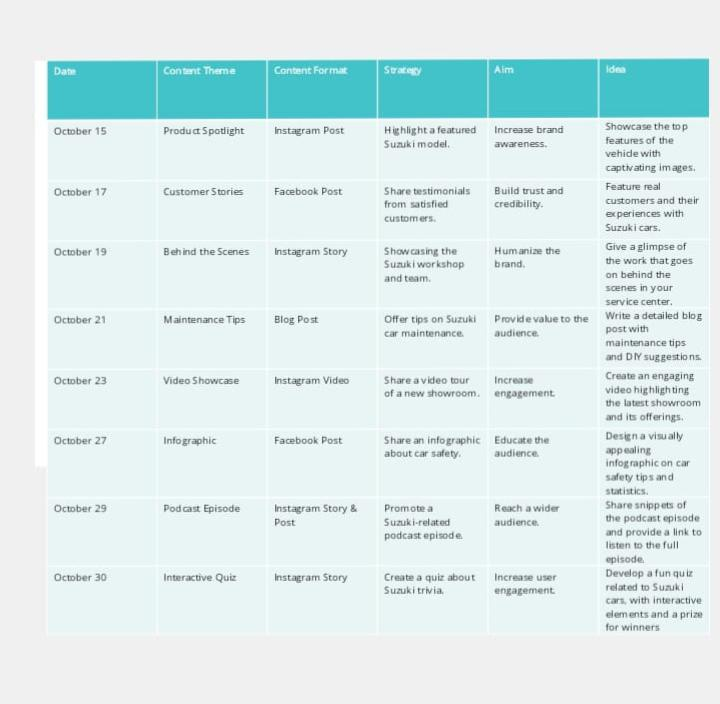 Date Content Theme Content Format Strategy Aim Idea
October 15 Product Spotlight Instagram Post Highlight a featured Increase brand Showcase the top
Suzuki model. awareness. features of the
vehicle with
captivating images.
October 17 Customer Stories Facebook Post Share testimonials Build trust and Feature real
from satisfied credibility. customers and their
customers. experiences with
Suzuki cars.
October 19 Behind the Scenes Instagram Story Showcasing the Humanize the Give a glimpse of
Suzuki workshop brand. the work that goes
and team. on behind the
scenes in your
service center.
October 21 Maintenance Tips Blog Post Offer tips on Suzuki Provide value to the Write a detailed blog
car maintenance. audience. post with
maintenance tips
and DIY suggestions.
October 23 Video Showcase Instagram Video Share a video tour Increase Create an engaging
of a new showroom. engagement. video highlighting
the latest showroom
and its offerings.
October 27 Infographic Facebook Post Share an infographic Educate the Design a visually
about car safety. audience. appealing
infographic on car
safety tips and
statistics.
October 29 Podcast Episode Instagram Story & Promote a Reach a wider Share snippets of
Post Suzuki-related audience. the podcast episode
podcast episode. and provide a link to
listen to the full
episode.
October 30 Interactive Quiz Instagram Story Create a quiz about Increase user Develop a fun quiz
Suzuki trivia. engagement. related to Suzuki
cars, with interactive
elements and a prize
for winners